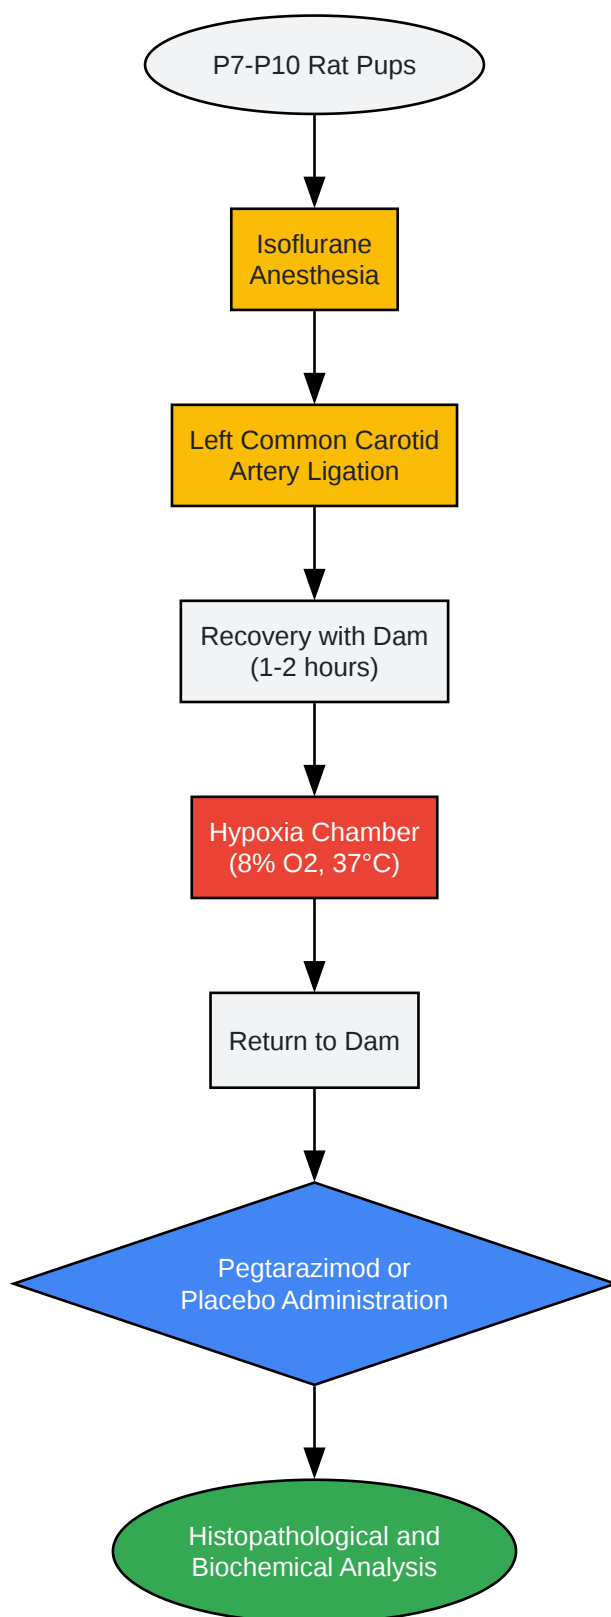 P7-P10 Rat Pups
Isoflurane
Anesthesia
Left Common Carotid
Artery Ligation
Recovery with Dam
(1-2 hours)
Hypoxia Chamber
(8% O2, 37°C)
Return to Dam
Pegtarazimod or
Placebo Administration
Histopathological and
Biochemical Analysis